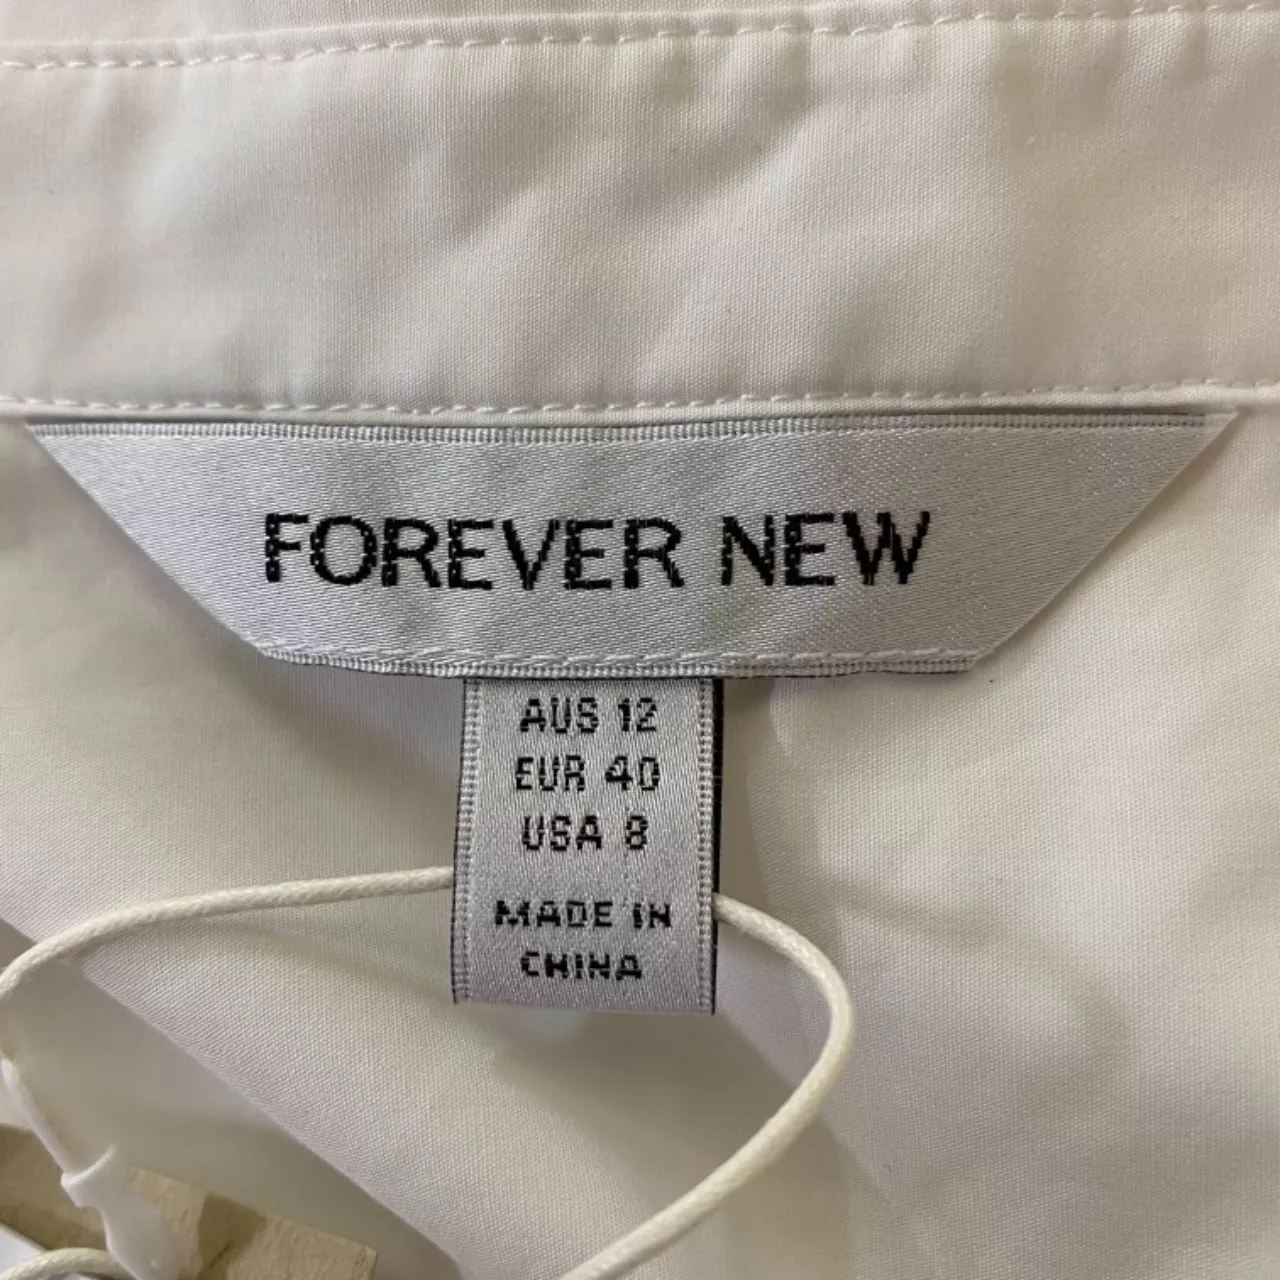 FOREVER NEW
AUS 12
EUR 40
USA 8
MADE IN
CHINA